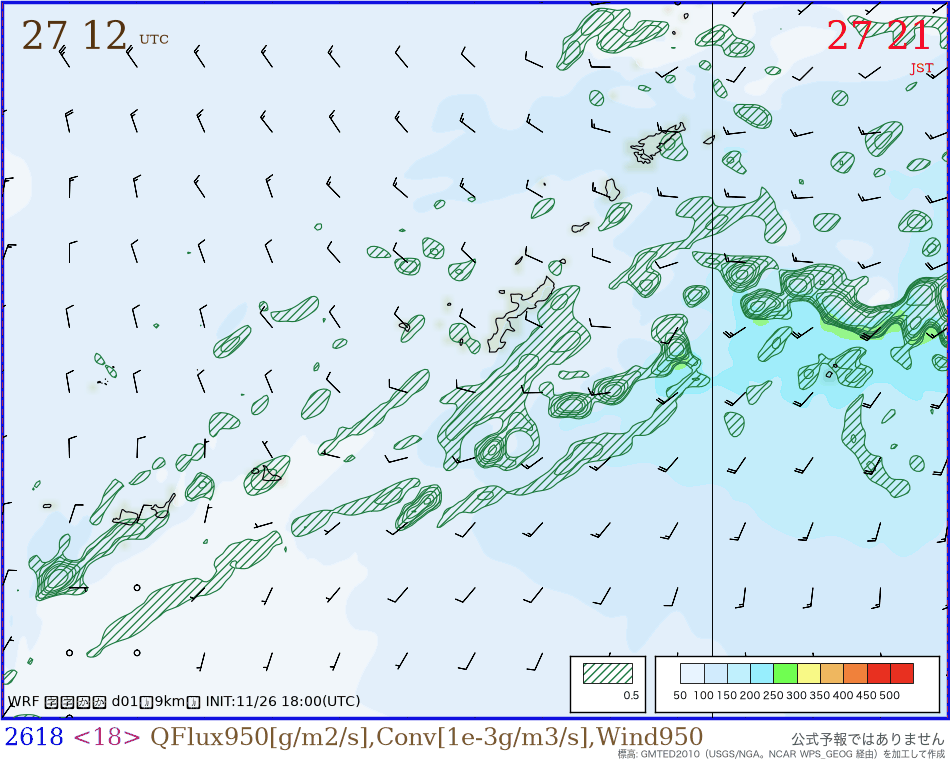 27 12 UTC
27 21
JST
WRF d01 9km INIT:11/26 18:00(UTC)
0.5
50 100 150 200 250 300 350 400 450 500
2618 <18> QFlux950[g/m2/s],Conv[1e-3g/m3/s],Wind950
公式予報ではありません
標高: GMTED2010（USGS/NGA。NCAR WPS_GEOG 経由）を加工して作成